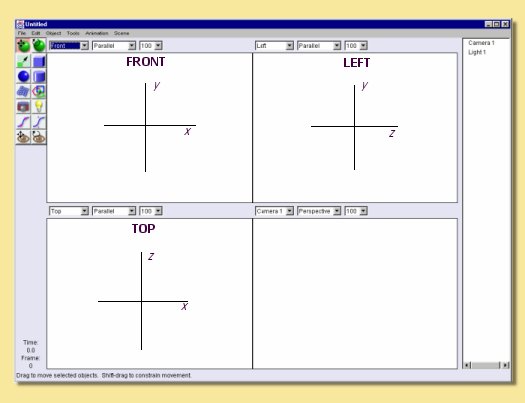 Untitled
File Edit Object Tools Animation Scene
Front Parallel 100 Left Parallel 100
Camera 1
Light 1
FRONT
y
x
LEFT
y
z
Top Parallel 100 Camera 1 Perspective 100
TOP
z
x
Time:
0.0
Frame:
0
Drag to move selected objects. Shift-drag to constrain movement.